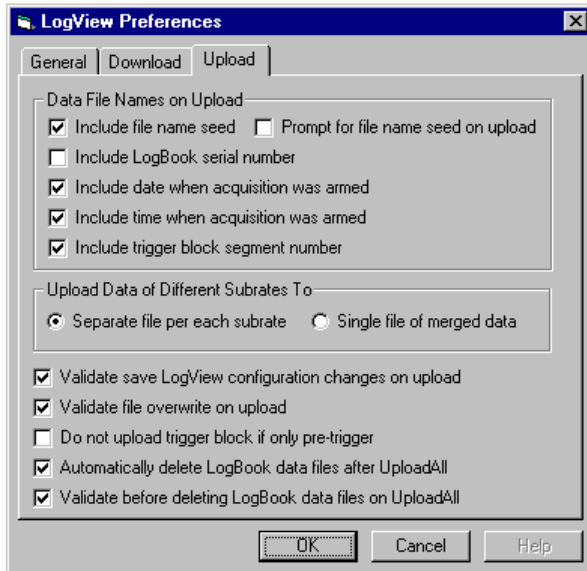 LogView Preferences
General Download Upload
Data File Names on Upload
Include file name seed Prompt for file name seed on upload
Include LogBook serial number
Include date when acquisition was armed
Include time when acquisition was armed
Include trigger block segment number
Upload Data of Different Subrates To
Separate file per each subrate Single file of merged data
Validate save LogView configuration changes on upload
Validate file overwrite on upload
Do not upload trigger block if only pre-trigger
Automatically delete LogBook data files after UploadAll
Validate before deleting LogBook data files on UploadAll
OK Cancel Help